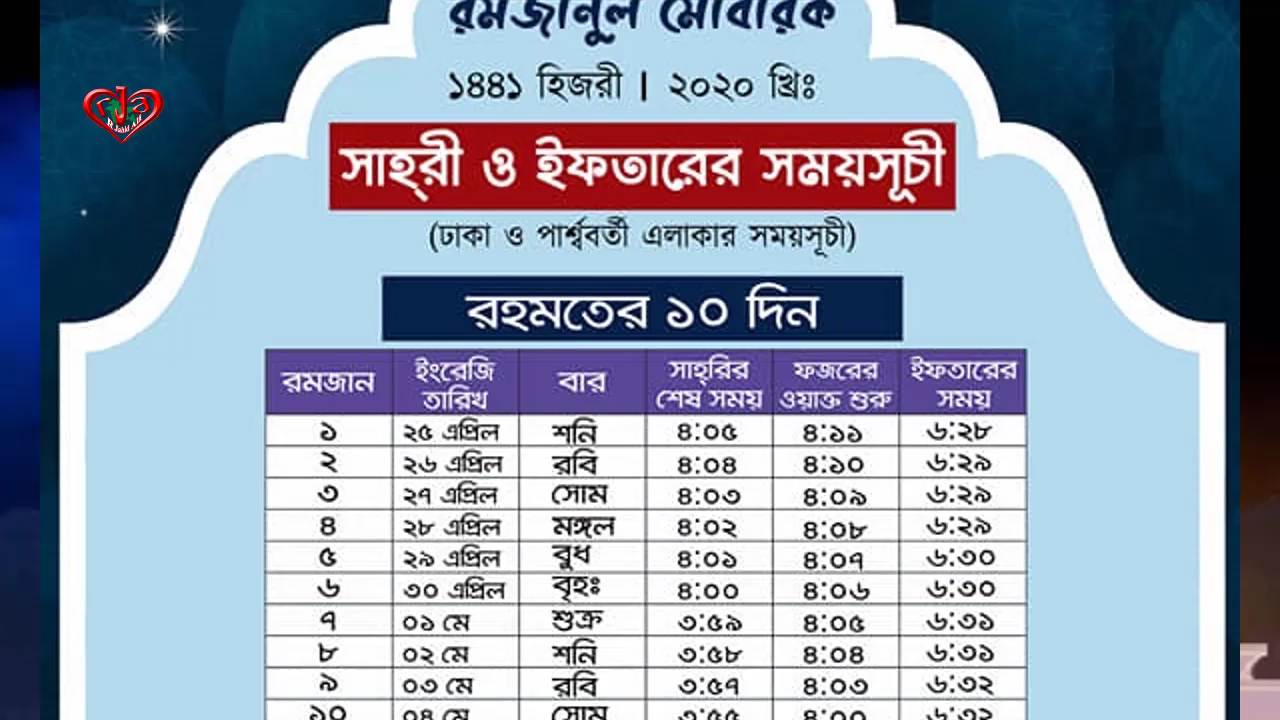 রমজানুল মোবারক
১৪৪১ হিজরী | ২০২০ খ্রিঃ
সাহ্‌রী ও ইফতারের সময়সূচী
(ঢাকা ও পার্শ্ববর্তী এলাকার সময়সূচী)
রহমতের ১০ দিন
রমজান ইংরেজি তারিখ বার সাহ্‌রির শেষ সময় ফজরের ওয়াক্ত শুরু ইফতারের সময়
১ ২৫ এপ্রিল শনি ৪:০৫ ৪:১১ ৬:২৮
২ ২৬ এপ্রিল রবি ৪:০৪ ৪:১০ ৬:২৯
৩ ২৭ এপ্রিল সোম ৪:০৩ ৪:০৯ ৬:২৯
৪ ২৮ এপ্রিল মঙ্গল ৪:০২ ৪:০৮ ৬:২৯
৫ ২৯ এপ্রিল বুধ ৪:০১ ৪:০৭ ৬:৩০
৬ ৩০ এপ্রিল বৃহঃ ৪:০০ ৪:০৬ ৬:৩০
৭ ০১ মে শুক্র ৩:৫৯ ৪:০৫ ৬:৩১
৮ ০২ মে শনি ৩:৫৮ ৪:০৪ ৬:৩১
৯ ০৩ মে রবি ৩:৫৭ ৪:০৩ ৬:৩২
১০ ০৪ মে সোম ৩:৫৫ ৬:৩২